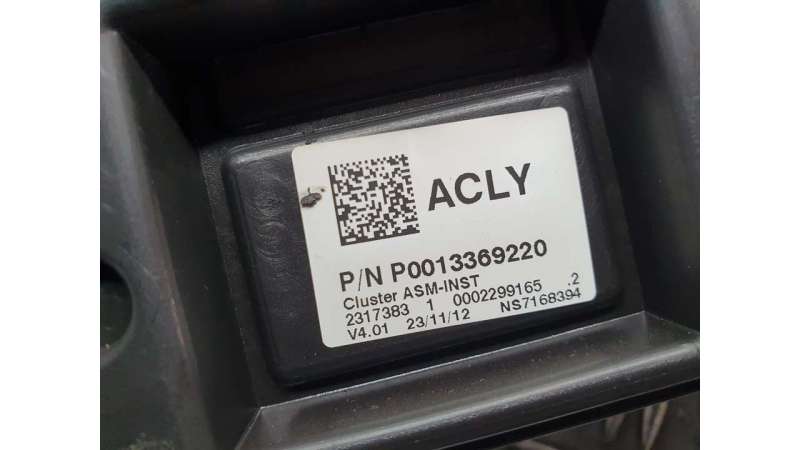 ACLY
P/N P0013369220
Cluster ASM-INST
2317383 1 0002299165 .2
V4.01 23/11/12 NS7168394